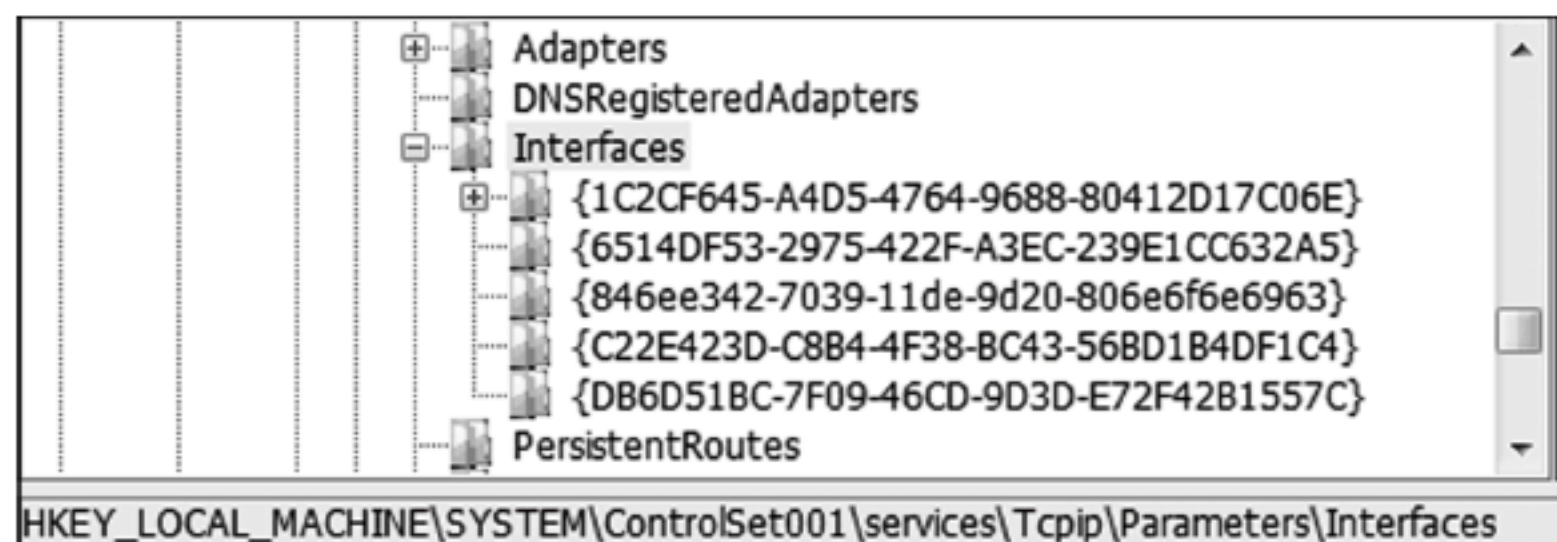 Adapters
DNSRegisteredAdapters
Interfaces
{1C2CF645-A4D5-4764-9688-80412D17C06E}
{6514DF53-2975-422F-A3EC-239E1CC632A5}
{846ee342-7039-11de-9d20-806e6f6e6963}
{C22E423D-C8B4-4F38-BC43-56BD1B4DF1C4}
{DB6D51BC-7F09-46CD-9D3D-E72F42B1557C}
PersistentRoutes
HKEY_LOCAL_MACHINE\SYSTEM\ControlSet001\services\Tcpip\Parameters\Interfaces